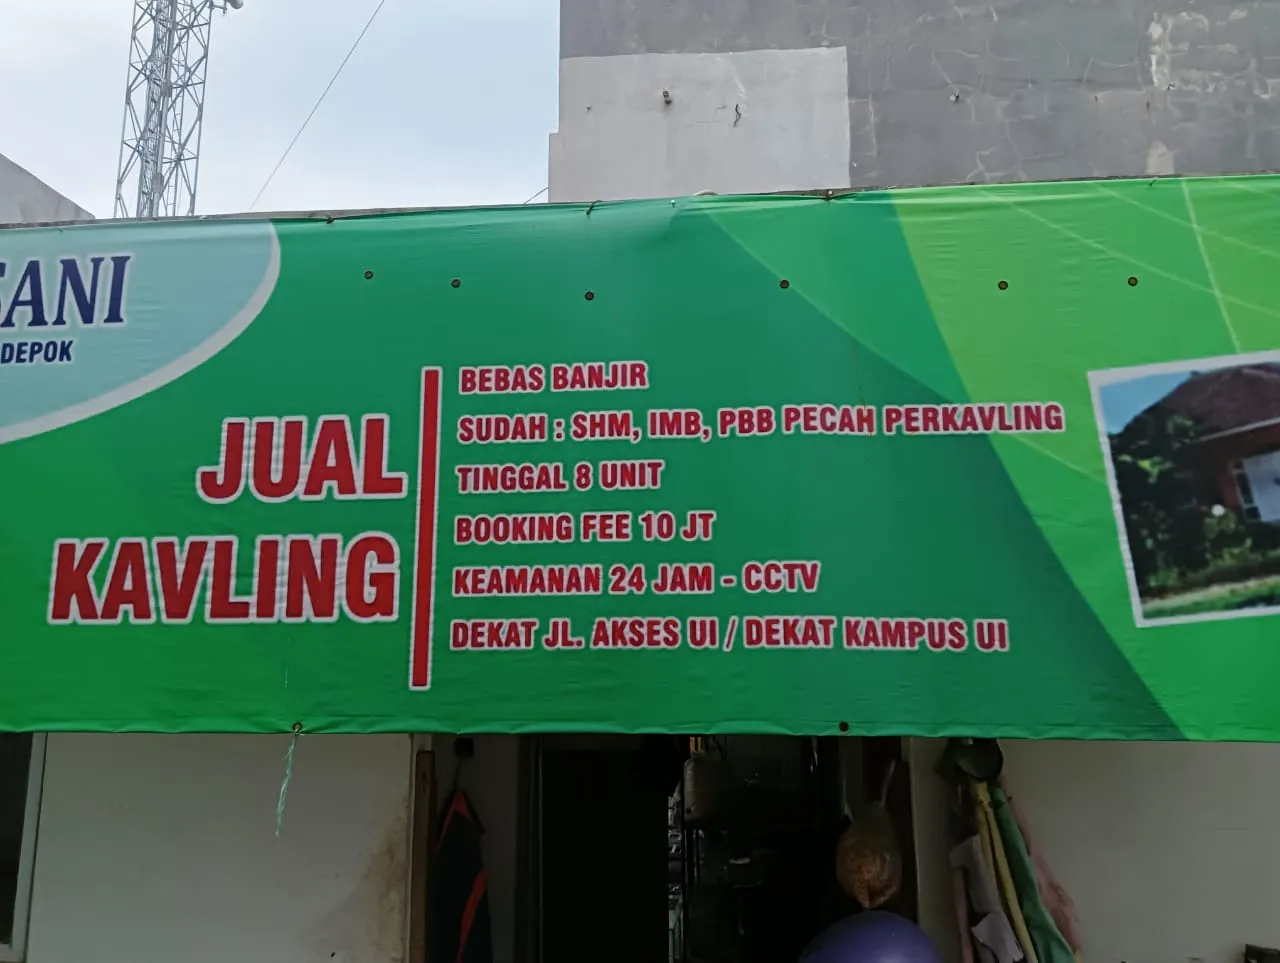 SANI
DEPOK
JUAL
KAVLING
BEBAS BANJIR
SUDAH : SHM, IMB, PBB PECAH PERKAVLING
TINGGAL 8 UNIT
BOOKING FEE 10 JT
KEAMANAN 24 JAM - CCTV
DEKAT JL. AKSES UI / DEKAT KAMPUS UI